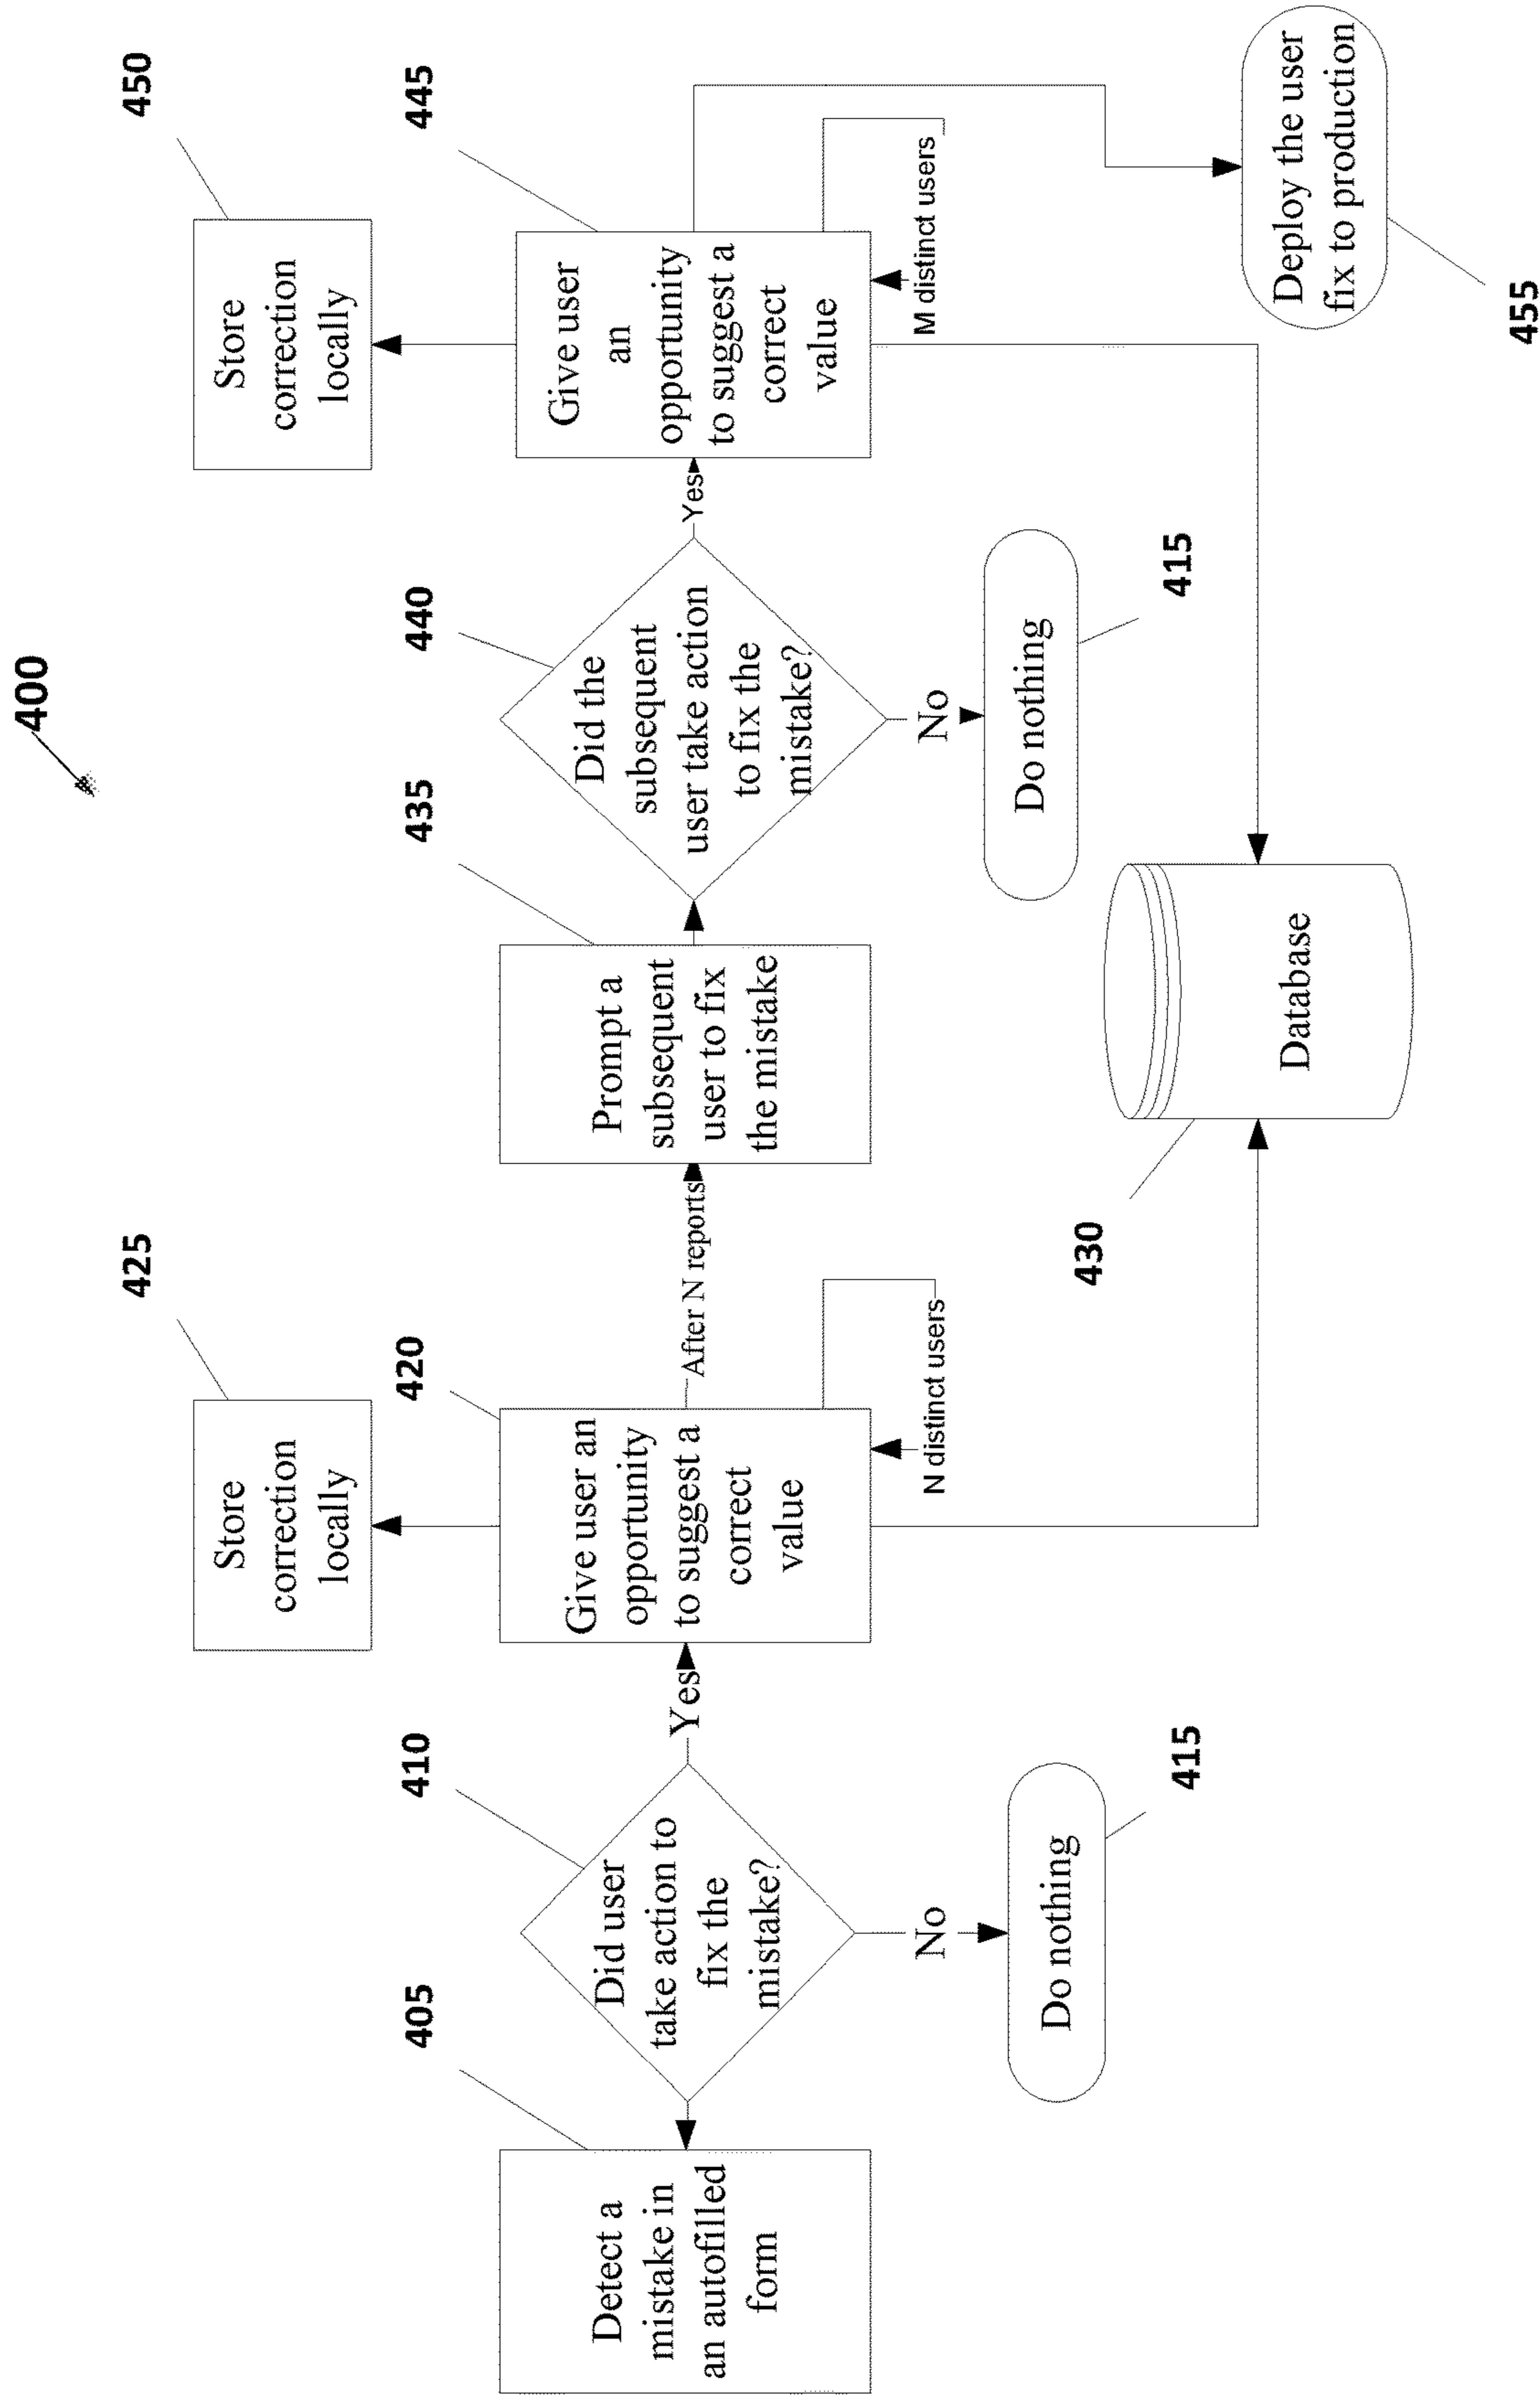 400
405
Detect a
mistake in
an autofilled
form
410
Did user
take action to
fix the
mistake?
No
Do nothing
415
Yes
420
Give user an
opportunity
to suggest a
correct
value
425
Store
correction
locally
N distinct users
After N reports
430
Database
435
Prompt a
subsequent
user to fix
the mistake
440
Did the
subsequent
user take action
to fix the
mistake?
No
Do nothing
415
Yes
445
Give user
an
opportunity
to suggest a
correct
value
450
Store
correction
locally
M distinct users
Deploy the user
fix to production
455